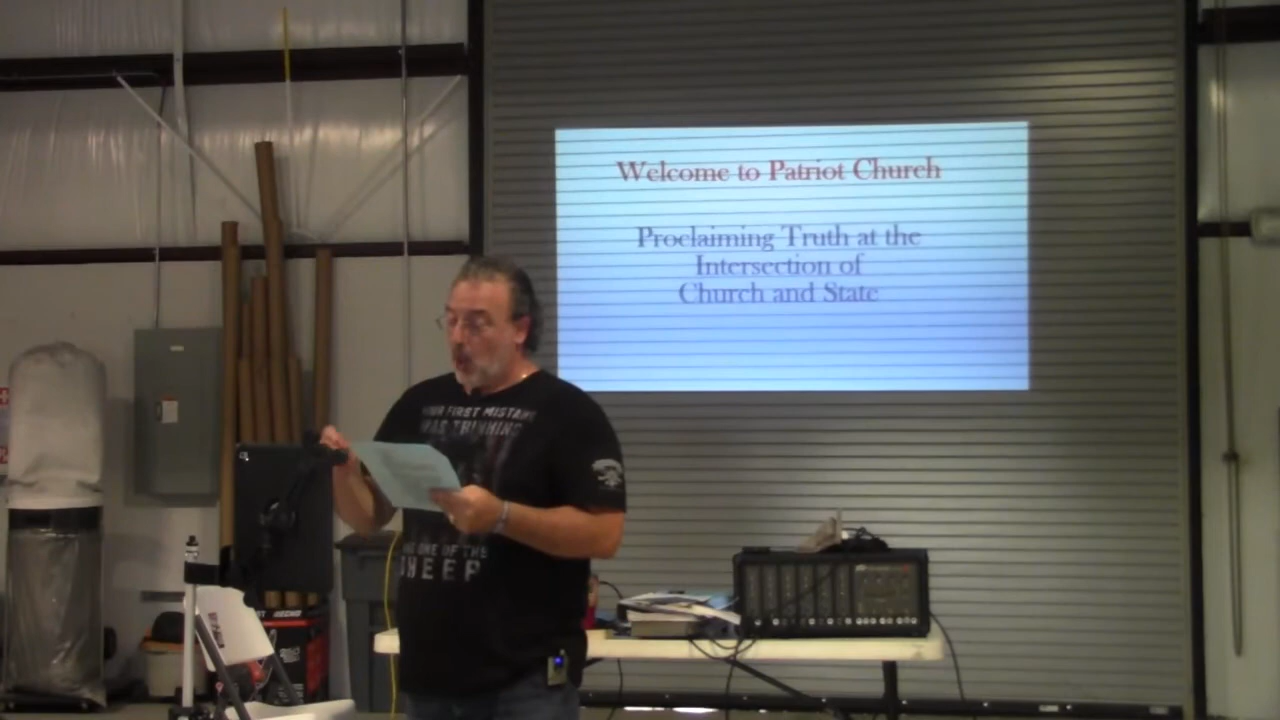 Welcome to Patriot Church
Proclaiming Truth at the
Intersection of
Church and State
YOUR FIRST MISTAKE
WAS THINKING
ONE OF THE
SHEEP